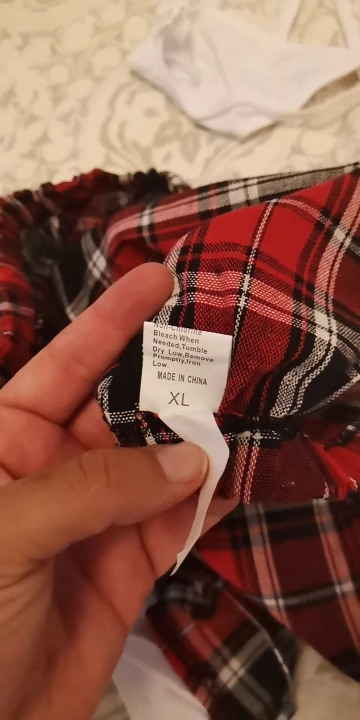 Non-Chlorine
Bleach When
Needed,Tumble
Dry Low,Remove
Promptly,Iron
Low.
MADE IN CHINA
XL